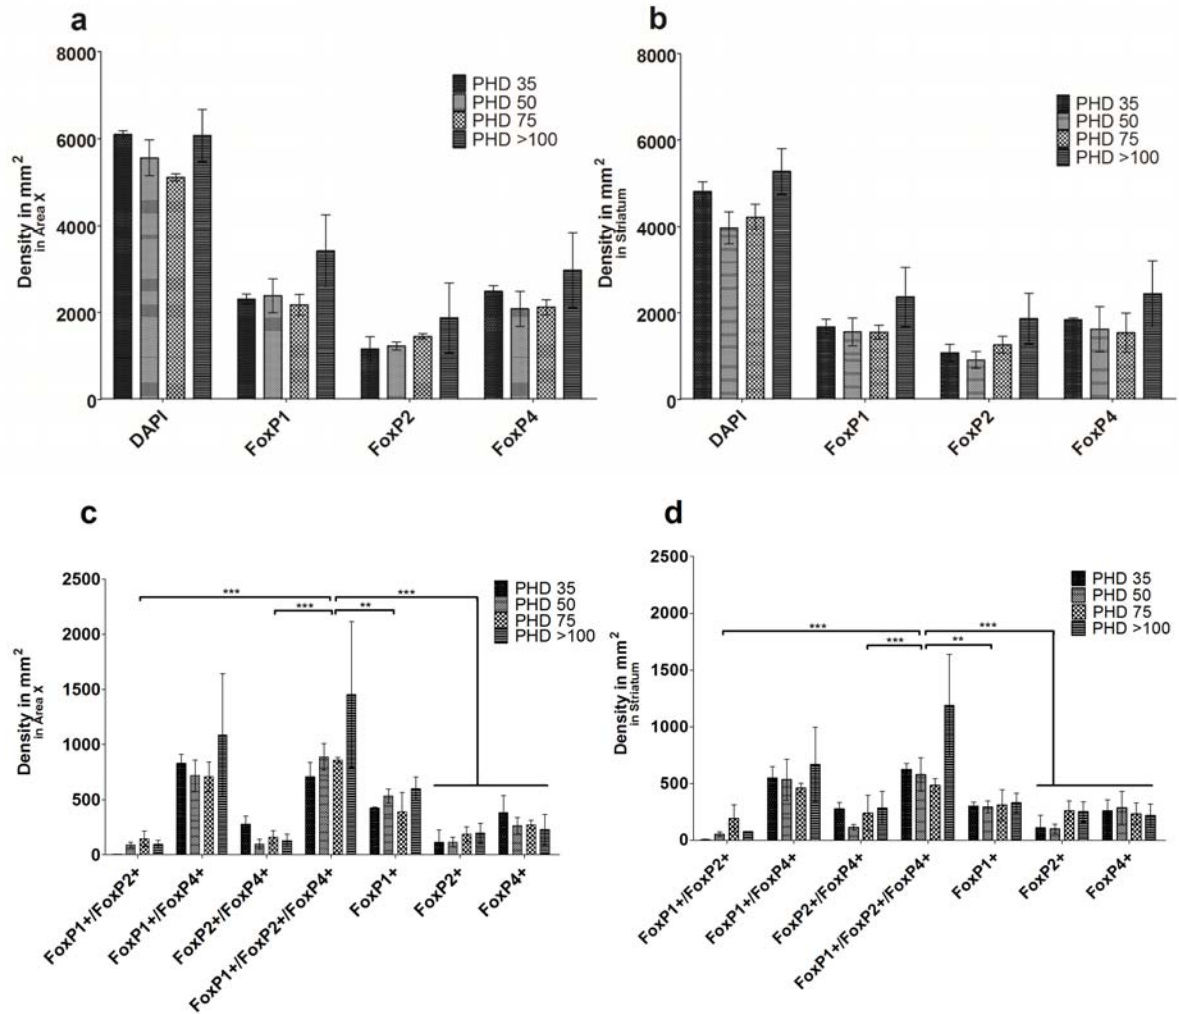 a
8000
6000
4000
2000
0
Density in mm²
in Area X
PHD 35
PHD 50
PHD 75
PHD >100
DAPI
FoxP1
FoxP2
FoxP4
b
8000
6000
4000
2000
0
Density in mm²
in Striatum
PHD 35
PHD 50
PHD 75
PHD >100
DAPI
FoxP1
FoxP2
FoxP4
c
2500
2000
1500
1000
500
0
Density in mm²
in Area X
PHD 35
PHD 50
PHD 75
PHD >100
***
***
***
**
FoxP1+/FoxP2+
FoxP1+/FoxP4+
FoxP2+/FoxP4+
FoxP1+/FoxP2+/FoxP4+
FoxP1+
FoxP2+
FoxP4+
d
2500
2000
1500
1000
500
0
Density in mm²
in Striatum
PHD 35
PHD 50
PHD 75
PHD >100
***
***
***
**
FoxP1+/FoxP2+
FoxP1+/FoxP4+
FoxP2+/FoxP4+
FoxP1+/FoxP2+/FoxP4+
FoxP1+
FoxP2+
FoxP4+